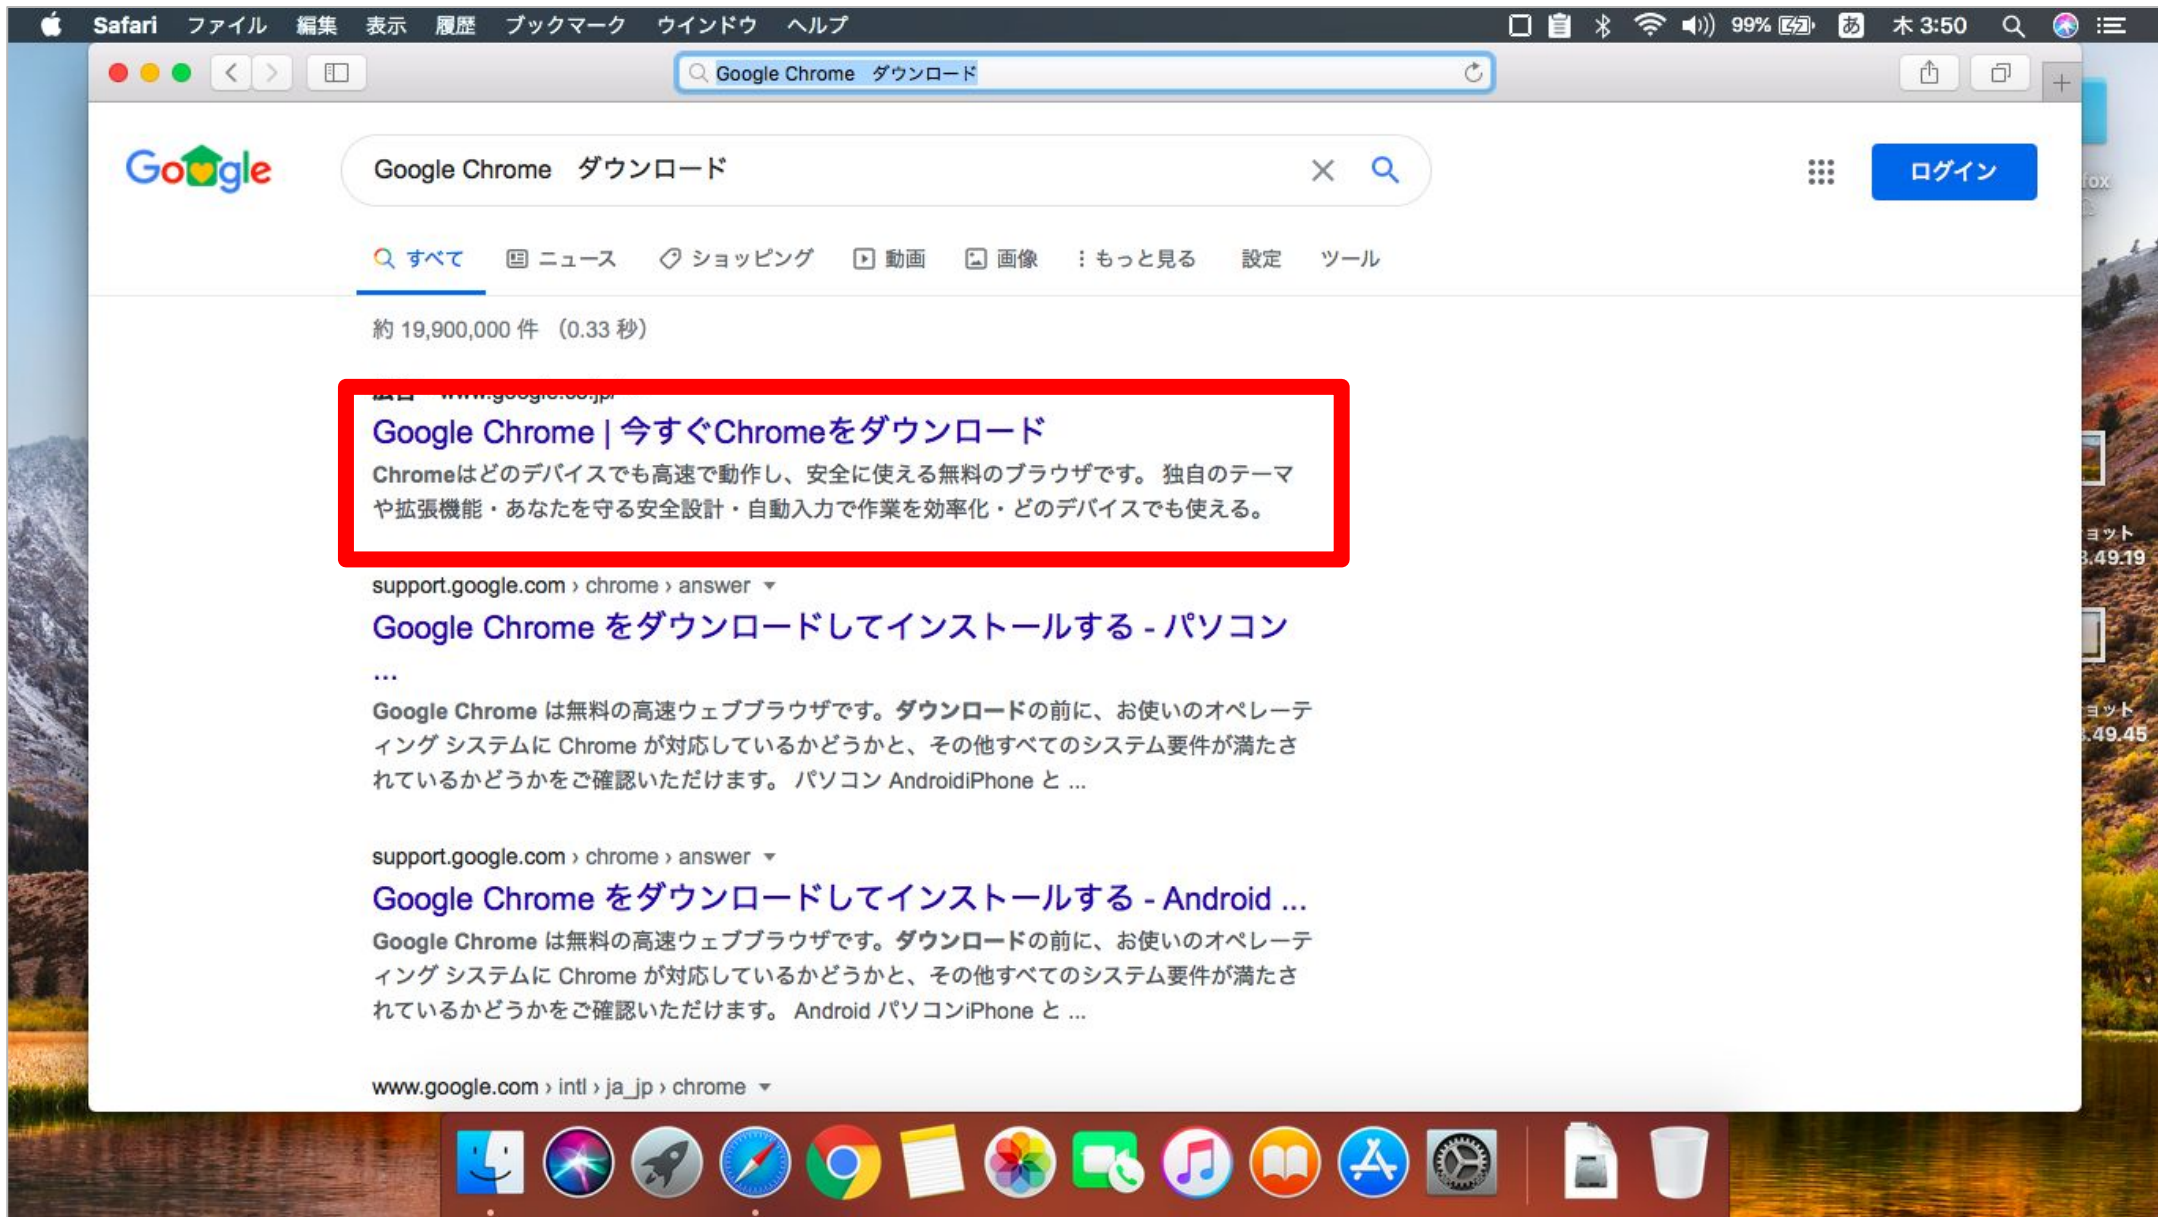 Safari ファイル 編集 表示 履歴 ブックマーク ウインドウ ヘルプ 99% あ 木 3:50
Google Chrome　ダウンロード
Google
Google Chrome　ダウンロード
ログイン
すべて ニュース ショッピング 動画 画像 もっと見る 設定 ツール
約 19,900,000 件 （0.33 秒）
Google Chrome | 今すぐChromeをダウンロード
Chromeはどのデバイスでも高速で動作し、安全に使える無料のブラウザです。 独自のテーマ
や拡張機能・あなたを守る安全設計・自動入力で作業を効率化・どのデバイスでも使える。
support.google.com › chrome › answer
Google Chrome をダウンロードしてインストールする - パソコン
...
Google Chrome は無料の高速ウェブブラウザです。ダウンロードの前に、お使いのオペレーテ
ィング システムに Chrome が対応しているかどうかと、その他すべてのシステム要件が満たさ
れているかどうかをご確認いただけます。 パソコン AndroidiPhone と ...
support.google.com › chrome › answer
Google Chrome をダウンロードしてインストールする - Android ...
Google Chrome は無料の高速ウェブブラウザです。ダウンロードの前に、お使いのオペレーテ
ィング システムに Chrome が対応しているかどうかと、その他すべてのシステム要件が満たさ
れているかどうかをご確認いただけます。 Android パソコンiPhone と ...
www.google.com › intl › ja_jp › chrome
fox
ョット
3.49.19
ョット
.49.45